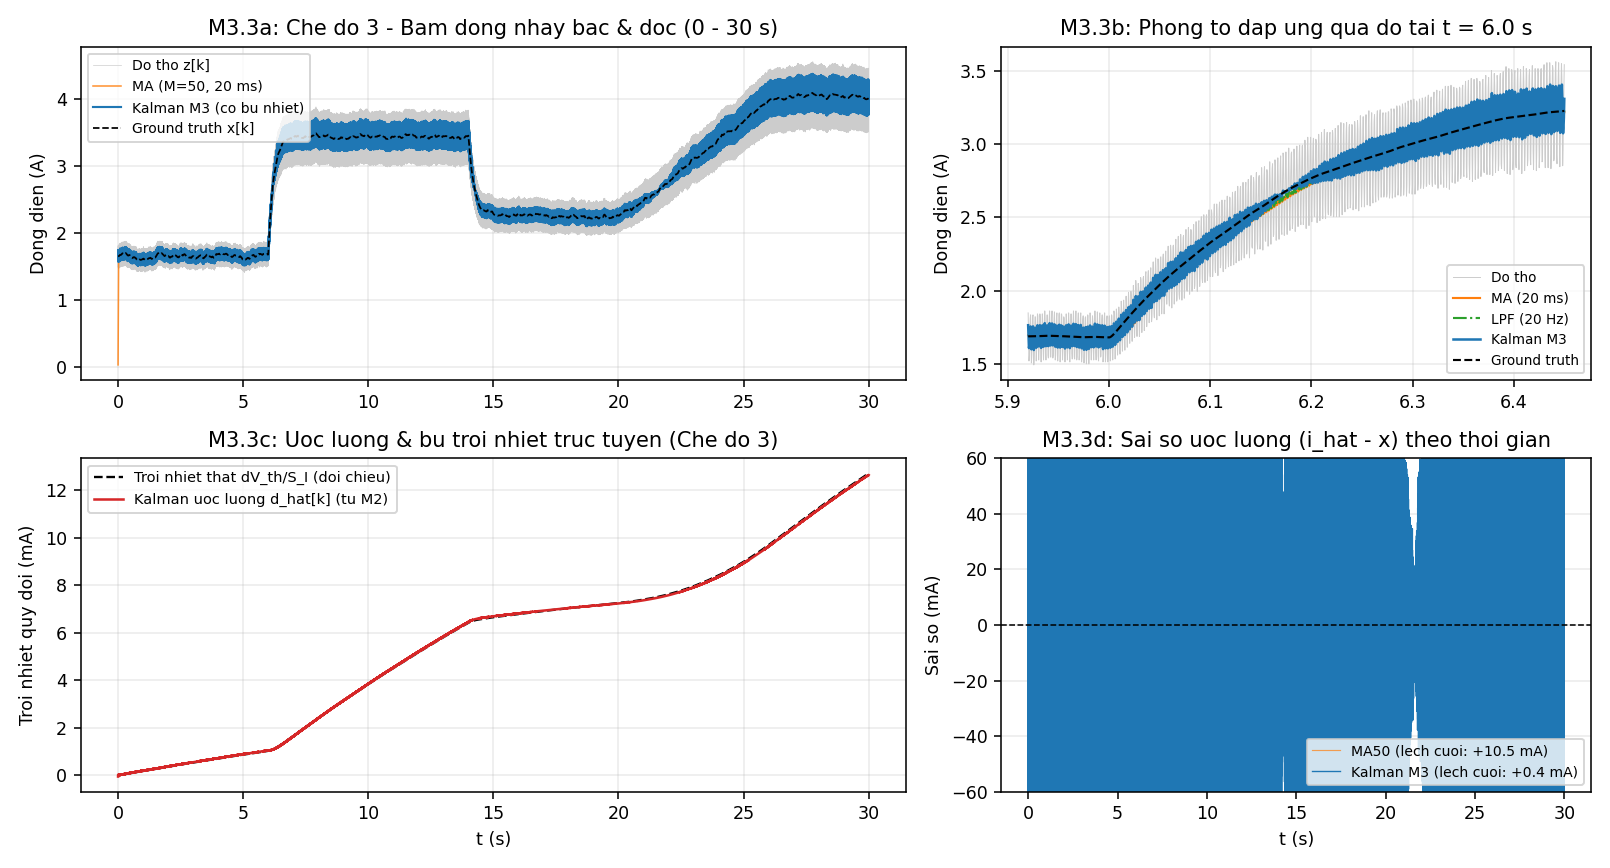 M3.3a: Che do 3 - Bam dong nhay bac & doc (0 - 30 s)
Do tho z[k]
MA (M=50, 20 ms)
Kalman M3 (co bu nhiet)
Ground truth x[k]
Dong dien (A)
4
3
2
1
0
0 5 10 15 20 25 30
M3.3b: Phong to dap ung qua do tai t = 6.0 s
Dong dien (A)
3.5
3.0
2.5
2.0
1.5
Do tho
MA (20 ms)
LPF (20 Hz)
Kalman M3
Ground truth
5.9 6.0 6.1 6.2 6.3 6.4
M3.3c: Uoc luong & bu troi nhiet truc tuyen (Che do 3)
Troi nhiet that dV_th/S_I (doi chieu)
Kalman uoc luong d_hat[k] (tu M2)
Troi nhiet quy doi (mA)
12
10
8
6
4
2
0
0 5 10 15 20 25 30
t (s)
M3.3d: Sai so uoc luong (i_hat - x) theo thoi gian
Sai so (mA)
60
40
20
0
−20
−40
−60
MA50 (lech cuoi: +10.5 mA)
Kalman M3 (lech cuoi: +0.4 mA)
0 5 10 15 20 25 30
t (s)